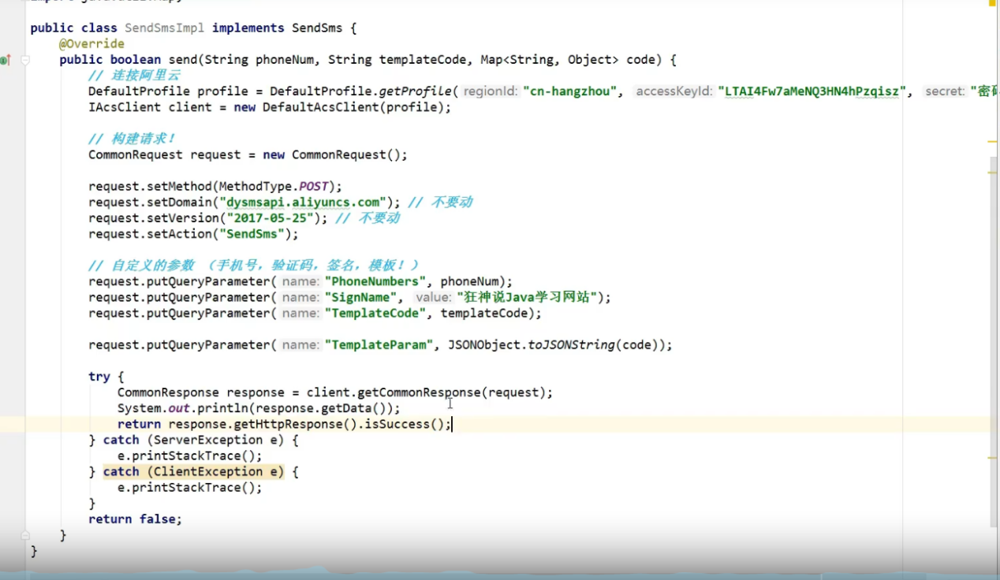 public class SendSmsImpl implements SendSms {
@Override
public boolean send(String phoneNum, String templateCode, Map<String, Object> code) {
// 连接阿里云
DefaultProfile profile = DefaultProfile.getProfile( regionId: "cn-hangzhou", accessKeyId: "LTAI4Fw7aMeNQ3HN4hPzqisz", secret: "密
IAcsClient client = new DefaultAcsClient(profile);
// 构建请求！
CommonRequest request = new CommonRequest();
request.setMethod(MethodType.POST);
request.setDomain("dysmsapi.aliyuncs.com"); // 不要动
request.setVersion("2017-05-25"); // 不要动
request.setAction("SendSms");
// 自定义的参数 （手机号，验证码，签名，模板！）
request.putQueryParameter( name: "PhoneNumbers", phoneNum);
request.putQueryParameter( name: "SignName", value: "狂神说Java学习网站");
request.putQueryParameter( name: "TemplateCode", templateCode);
request.putQueryParameter( name: "TemplateParam", JSONObject.toJSONString(code));
try {
CommonResponse response = client.getCommonResponse(request);
System.out.println(response.getData());
return response.getHttpResponse().isSuccess();
} catch (ServerException e) {
e.printStackTrace();
} catch (ClientException e) {
e.printStackTrace();
}
return false;
}
}